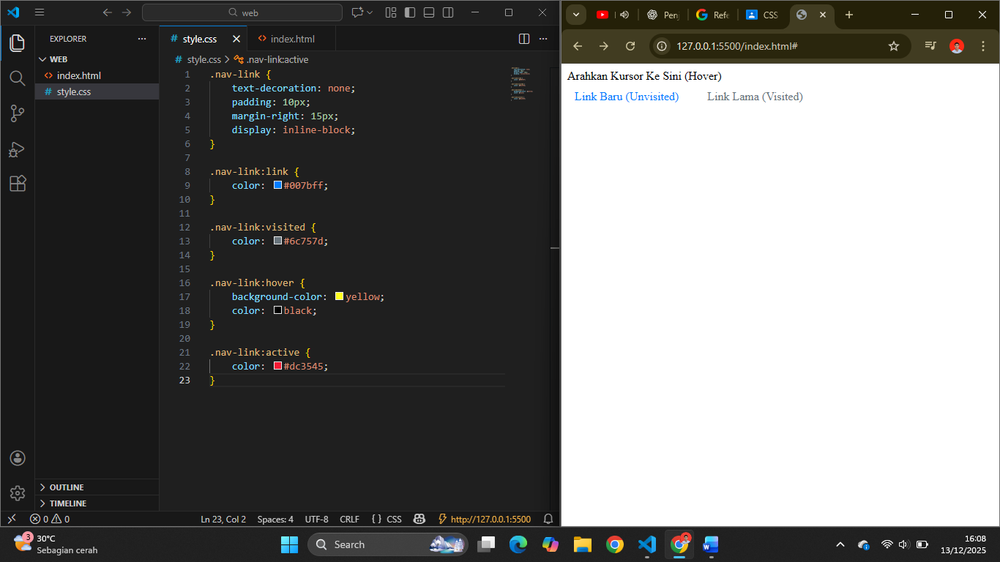 web
EXPLORER
WEB
index.html
style.css
OUTLINE
TIMELINE
style.css
index.html
style.css > .nav-link:active
1 .nav-link {
2 text-decoration: none;
3 padding: 10px;
4 margin-right: 15px;
5 display: inline-block;
6 }
7
8 .nav-link:link {
9 color: #007bff;
10 }
11
12 .nav-link:visited {
13 color: #6c757d;
14 }
15
16 .nav-link:hover {
17 background-color: yellow;
18 color: black;
19 }
20
21 .nav-link:active {
22 color: #dc3545;
23 }
0 0
Ln 23, Col 2 Spaces: 4 UTF-8 CRLF { } CSS http://127.0.0.1:5500
Penj Refe CSS
127.0.0.1:5500/index.html#
Arahkan Kursor Ke Sini (Hover)
Link Baru (Unvisited) Link Lama (Visited)
3
30°C
Sebagian cerah
Search
16:08
13/12/2025